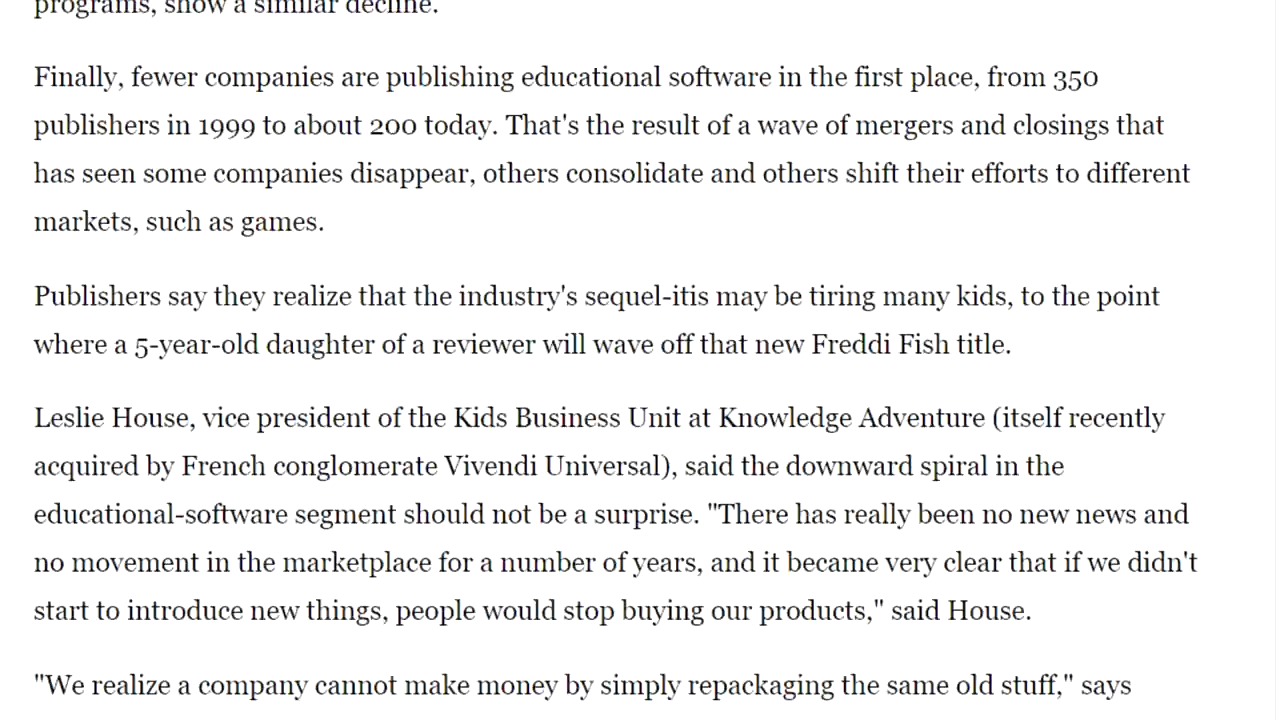 programs, show a similar decline.
Finally, fewer companies are publishing educational software in the first place, from 350
publishers in 1999 to about 200 today. That's the result of a wave of mergers and closings that
has seen some companies disappear, others consolidate and others shift their efforts to different
markets, such as games.
Publishers say they realize that the industry's sequel-itis may be tiring many kids, to the point
where a 5-year-old daughter of a reviewer will wave off that new Freddi Fish title.
Leslie House, vice president of the Kids Business Unit at Knowledge Adventure (itself recently
acquired by French conglomerate Vivendi Universal), said the downward spiral in the
educational-software segment should not be a surprise. "There has really been no new news and
no movement in the marketplace for a number of years, and it became very clear that if we didn't
start to introduce new things, people would stop buying our products," said House.
"We realize a company cannot make money by simply repackaging the same old stuff," says